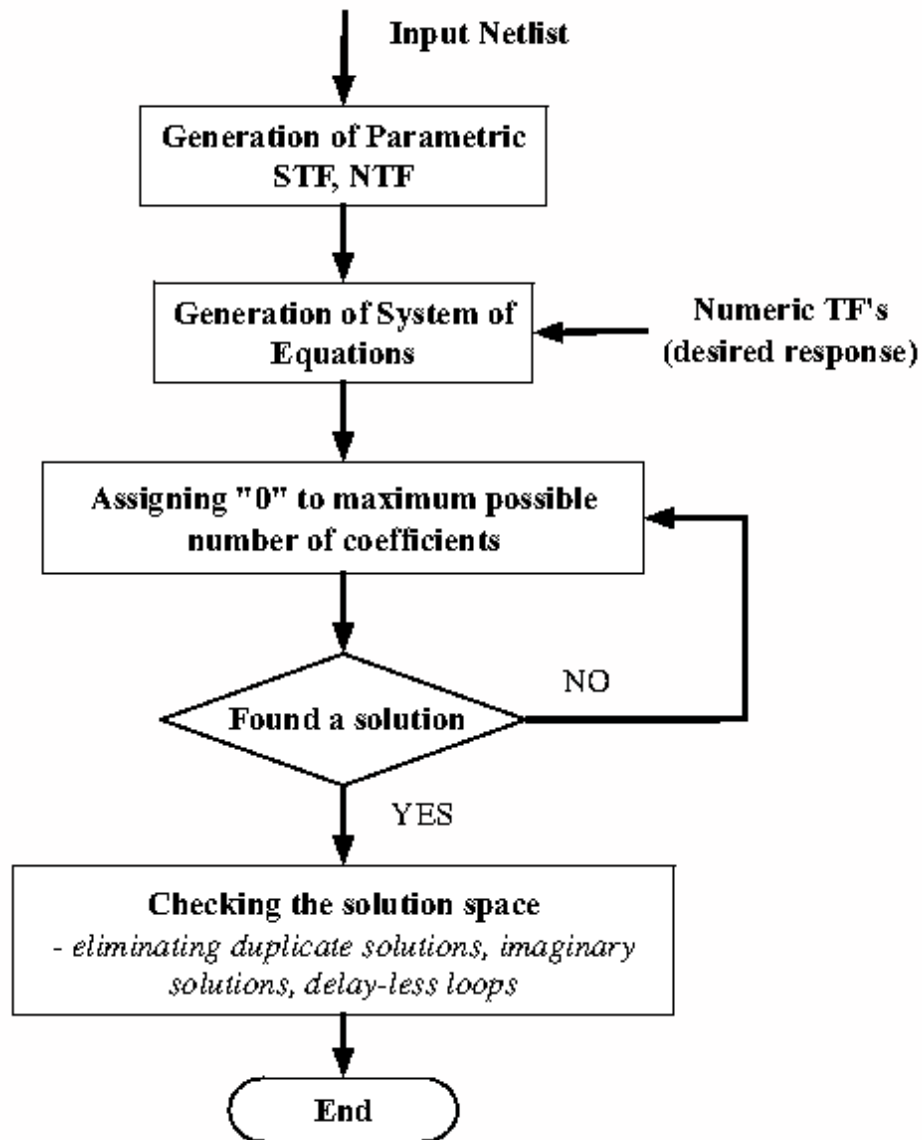 Input Netlist
Generation of Parametric
STF, NTF
Generation of System of
Equations
Numeric TF's
(desired response)
Assigning "0" to maximum possible
number of coefficients
Found a solution
NO
YES
Checking the solution space
- eliminating duplicate solutions, imaginary
solutions, delay-less loops
End